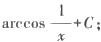 arccos 1/x + C;